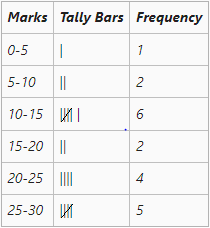 Marks Tally Bars Frequency
0-5 | 1
5-10 || 2
10-15 𝍸 | 6
15-20 || 2
20-25 |||| 4
25-30 𝍸 5